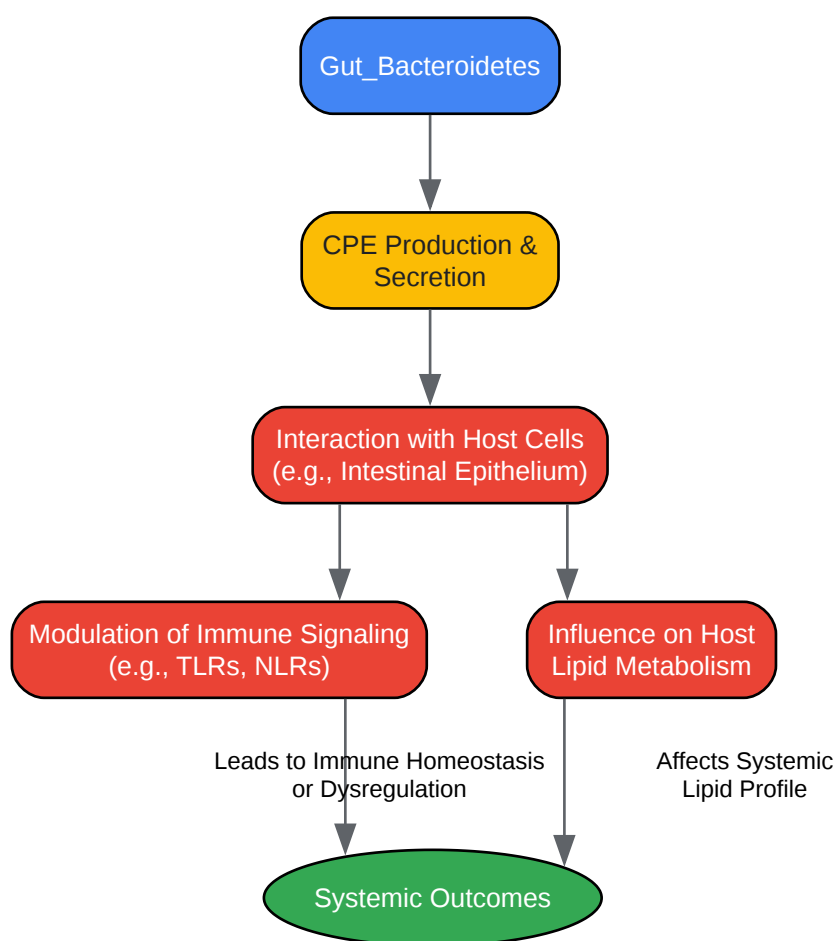 Gut_Bacteroidetes
CPE Production &
Secretion
Interaction with Host Cells
(e.g., Intestinal Epithelium)
Modulation of Immune Signaling
(e.g., TLRs, NLRs)
Influence on Host
Lipid Metabolism
Leads to Immune Homeostasis
or Dysregulation
Affects Systemic
Lipid Profile
Systemic Outcomes